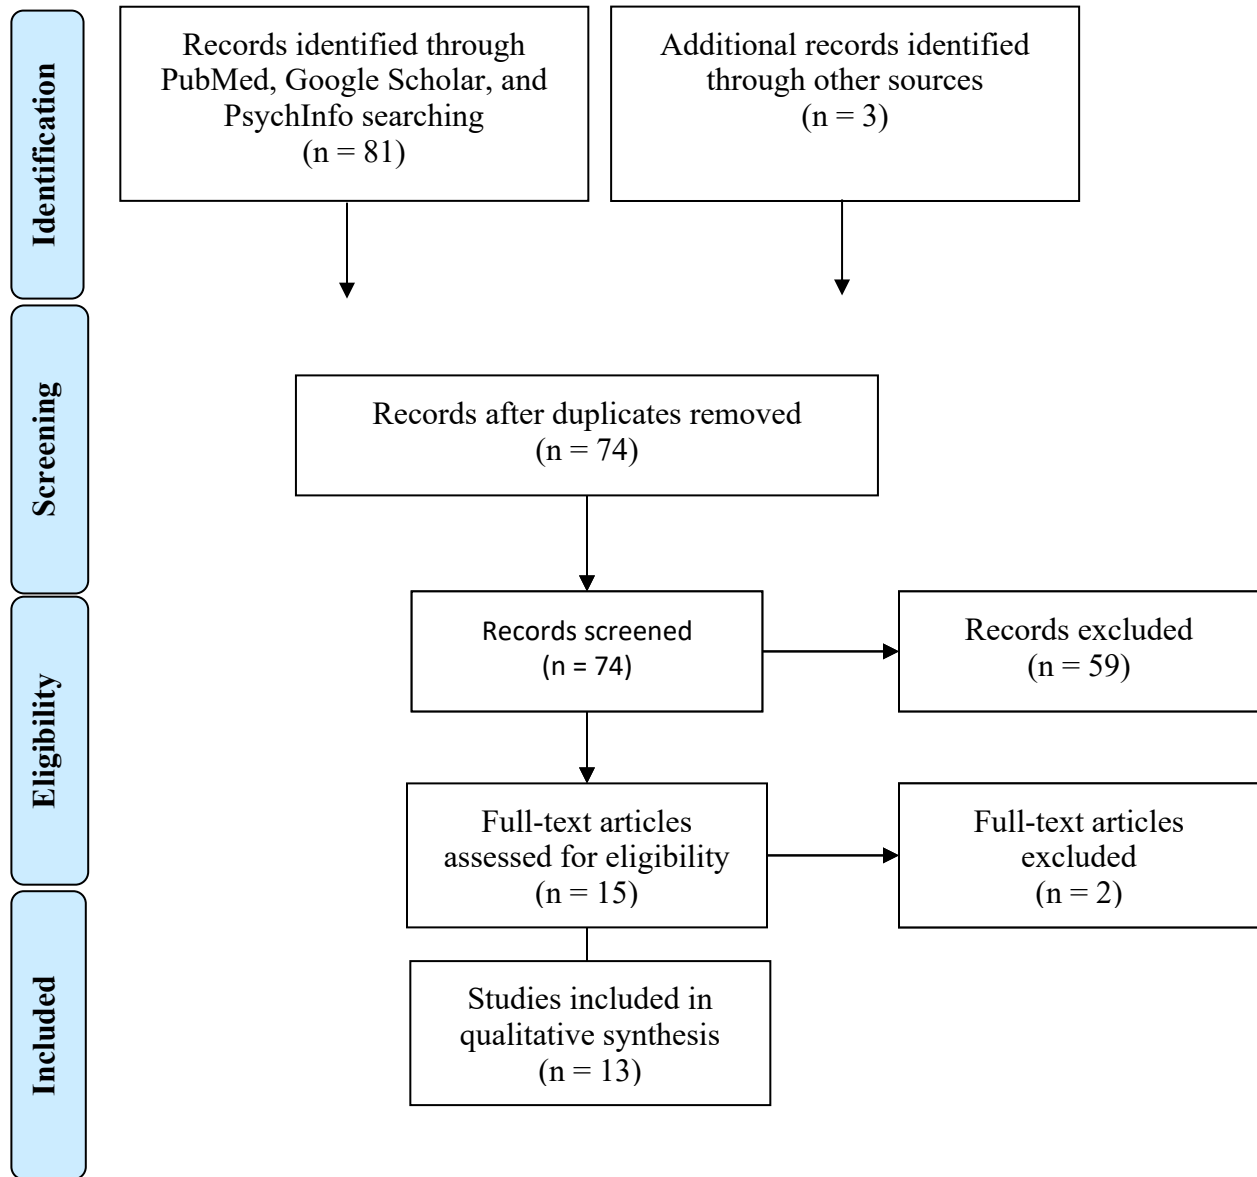 Identification
Records identified through
PubMed, Google Scholar, and
PsychInfo searching
(n = 81)
Additional records identified
through other sources
(n = 3)
Screening
Records after duplicates removed
(n = 74)
Records screened
(n = 74)
Records excluded
(n = 59)
Eligibility
Full-text articles
assessed for eligibility
(n = 15)
Full-text articles
excluded
(n = 2)
Included
Studies included in
qualitative synthesis
(n = 13)